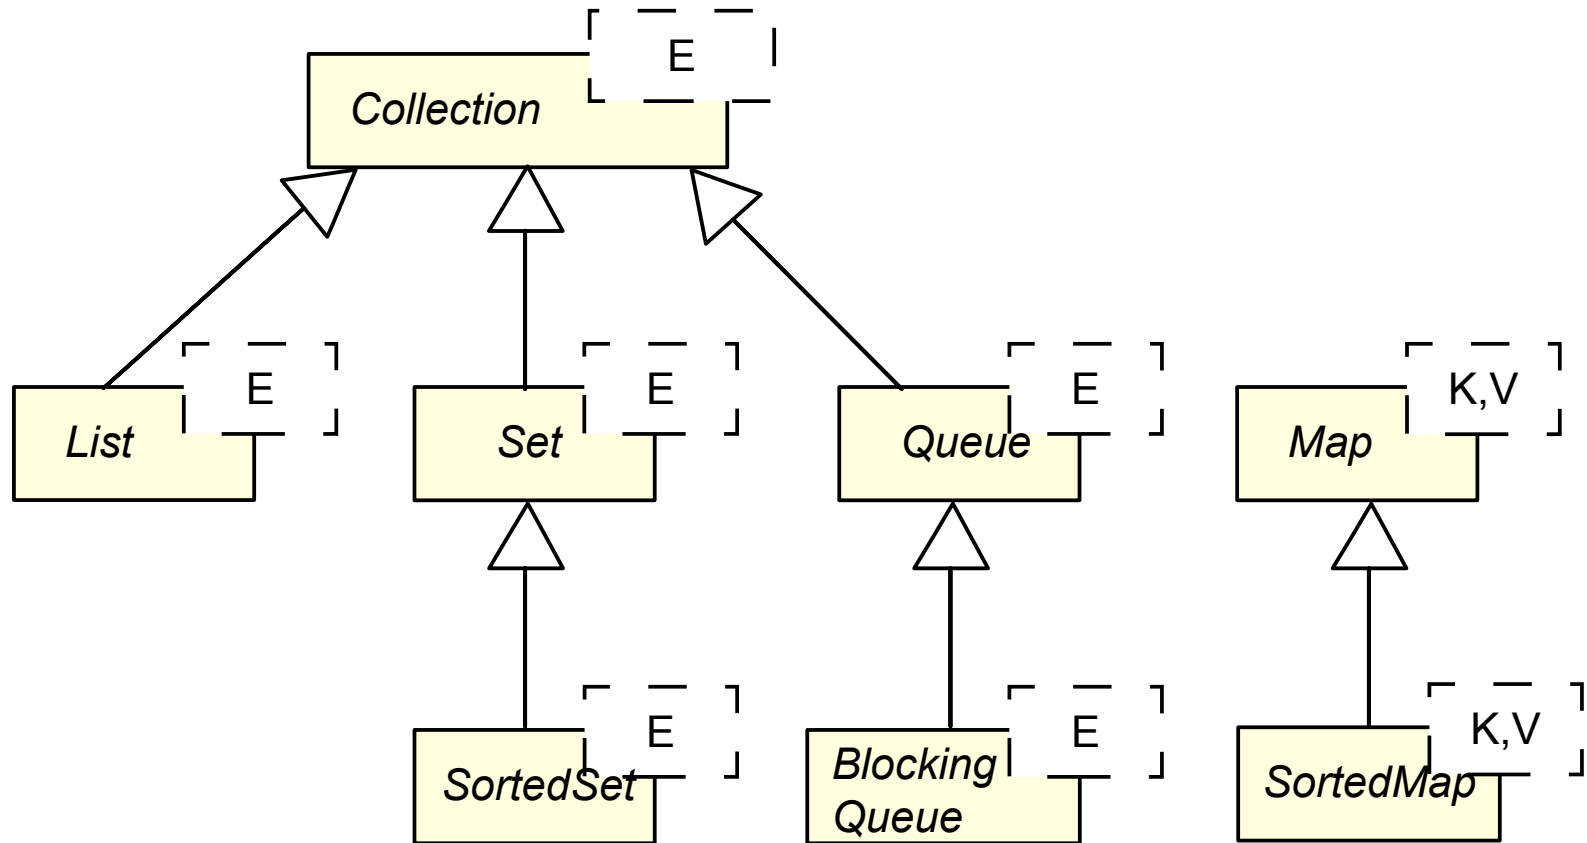 E
Collection
E
E
E
K,V
List
Set
Queue
Map
E
E
K,V
SortedSet
Blocking
Queue
SortedMap